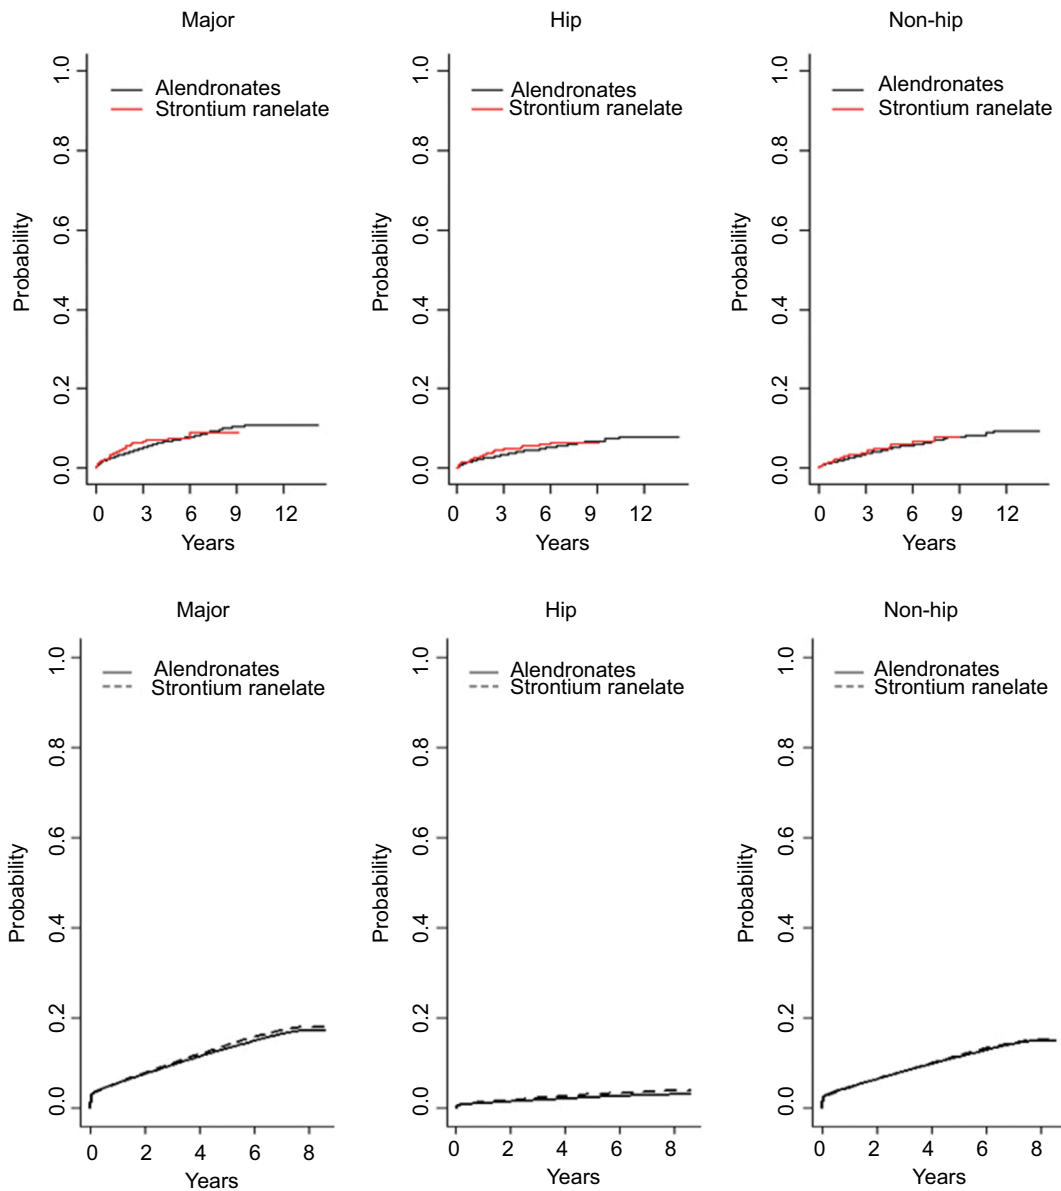 Major
Alendronates
Strontium ranelate
Probability
1.0
0.8
0.6
0.4
0.2
0.0
0 3 6 9 12
Years
Hip
Alendronates
Strontium ranelate
Probability
1.0
0.8
0.6
0.4
0.2
0.0
0 3 6 9 12
Years
Non-hip
Alendronates
Strontium ranelate
Probability
1.0
0.8
0.6
0.4
0.2
0.0
0 3 6 9 12
Years
Major
Alendronates
Strontium ranelate
Probability
1.0
0.8
0.6
0.4
0.2
0.0
0 2 4 6 8
Years
Hip
Alendronates
Strontium ranelate
Probability
1.0
0.8
0.6
0.4
0.2
0.0
0 2 4 6 8
Years
Non-hip
Alendronates
Strontium ranelate
Probability
1.0
0.8
0.6
0.4
0.2
0.0
0 2 4 6 8
Years